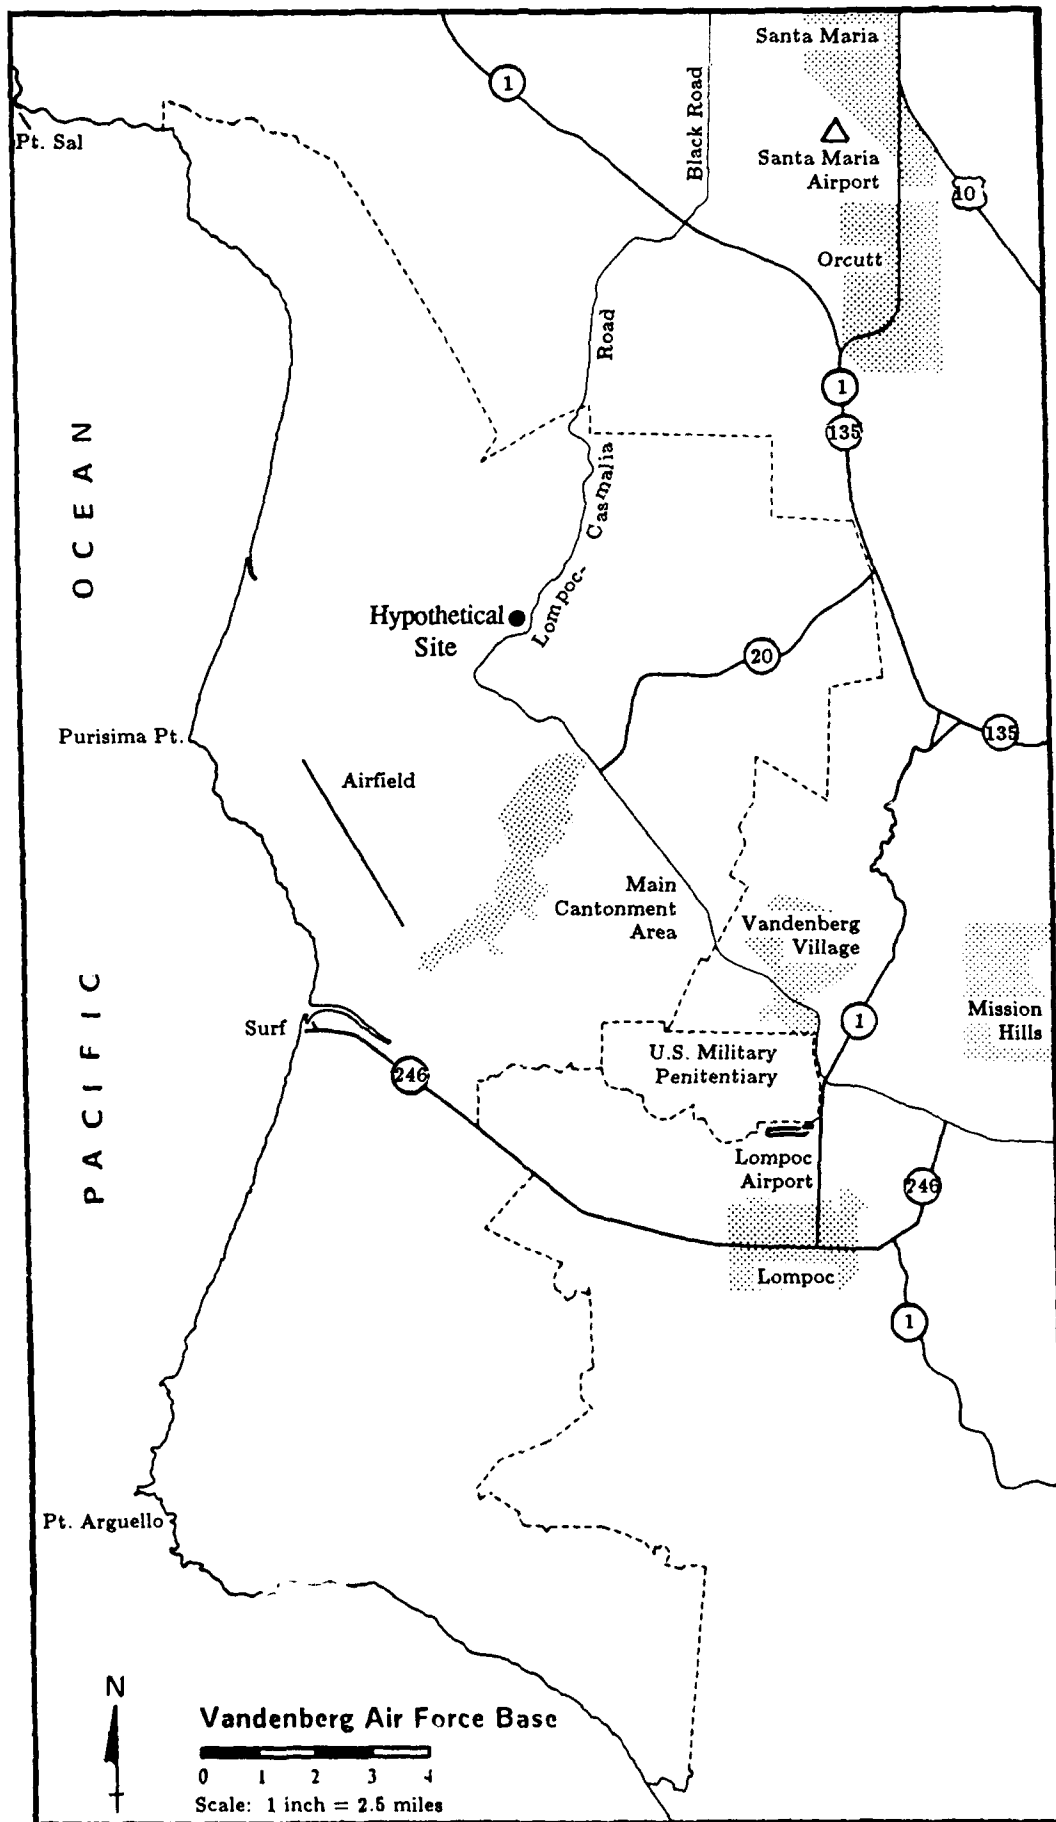 Santa Maria
1
Black Road
Pt. Sal
Santa Maria
Airport
10
Orcutt
Road
1
135
OCEAN
Casmalia
Lompoc-
Hypothetical
Site
20
Purisima Pt.
135
Airfield
Main
Cantonment
Area
Vandenberg
Village
PACIFIC
Mission
Hills
Surf
1
U.S. Military
Penitentiary
246
Lompoc
Airport
246
Lompoc
1
Pt. Arguello
N
Vandenberg Air Force Base
0 1 2 3 4
Scale: 1 inch = 2.5 miles